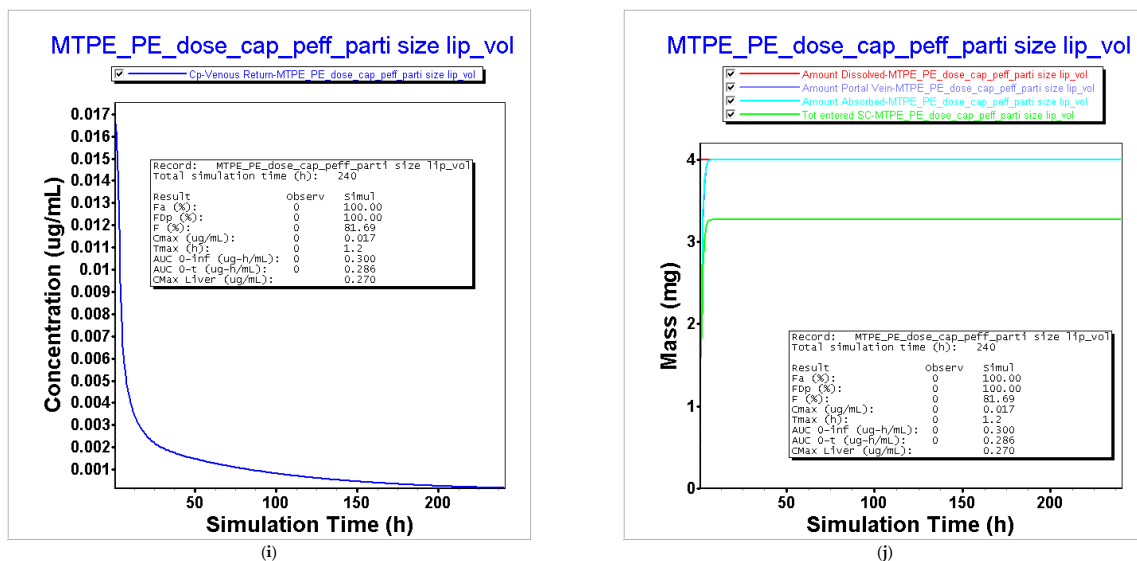 MTPE_PE_dose_cap_peff_parti size lip_vol
Cp-Venous Return-MTPE_PE_dose_cap_peff_parti size lip_vol
Concentration (ug/mL)
0.017
0.016
0.015
0.014
0.013
0.012
0.011
0.01
0.009
0.008
0.007
0.006
0.005
0.004
0.003
0.002
0.001
Record: MTPE_PE_dose_cap_peff_parti size lip_vol
Total simulation time (h): 240
Result Observ Simul
Fa (%): 0 100.00
FDp (%): 0 100.00
F (%): 0 81.69
Cmax (ug/mL): 0 0.017
Tmax (h): 0 1.2
AUC 0-inf (ug-h/mL): 0 0.300
AUC 0-t (ug-h/mL): 0 0.286
CMax Liver (ug/mL): 0.270
50 100 150 200
Simulation Time (h)
(i)
MTPE_PE_dose_cap_peff_parti size lip_vol
Amount Dissolved-MTPE_PE_dose_cap_peff_parti size lip_vol
Amount Portal Vein-MTPE_PE_dose_cap_peff_parti size lip_vol
Amount Absorbed-MTPE_PE_dose_cap_peff_parti size lip_vol
Tot entered SC-MTPE_PE_dose_cap_peff_parti size lip_vol
Mass (mg)
4
3
2
1
0
Record: MTPE_PE_dose_cap_peff_parti size lip_vol
Total simulation time (h): 240
Result Observ Simul
Fa (%): 0 100.00
FDp (%): 0 100.00
F (%): 0 81.69
Cmax (ug/mL): 0 0.017
Tmax (h): 0 1.2
AUC 0-inf (ug-h/mL): 0 0.300
AUC 0-t (ug-h/mL): 0 0.286
CMax Liver (ug/mL): 0.270
50 100 150 200
Simulation Time (h)
(j)